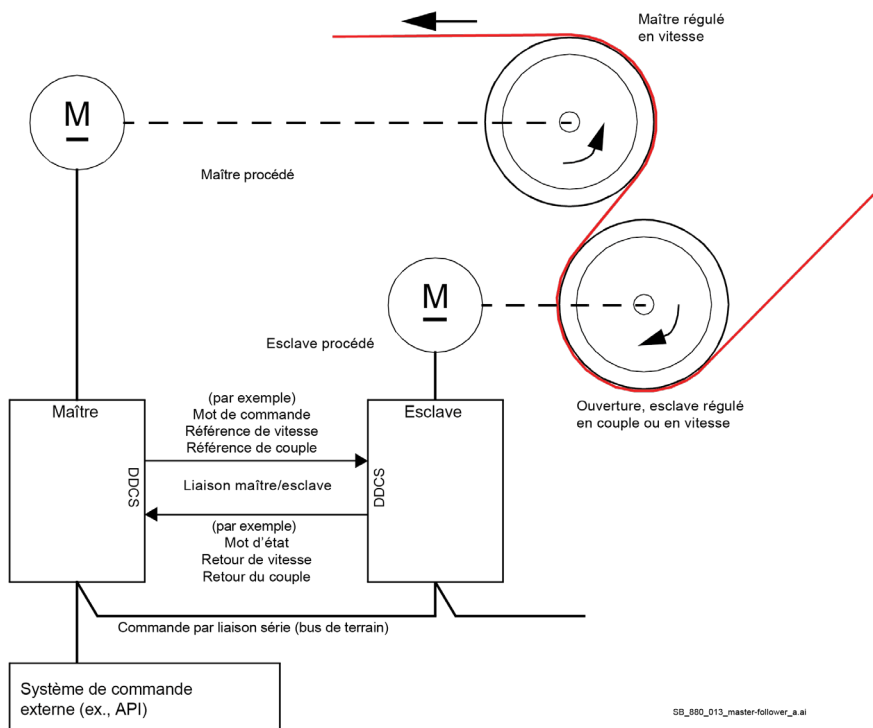 Maître régulé
en vitesse
M
Maître procédé
M
Esclave procédé
Ouverture, esclave régulé
en couple ou en vitesse
Maître
DDCS
(par exemple)
Mot de commande
Référence de vitesse
Référence de couple
Liaison maître/esclave
(par exemple)
Mot d'état
Retour de vitesse
Retour du couple
Esclave
DDCS
Commande par liaison série (bus de terrain)
Système de commande
externe (ex., API)
SB_880_013_master-follower_a.ai